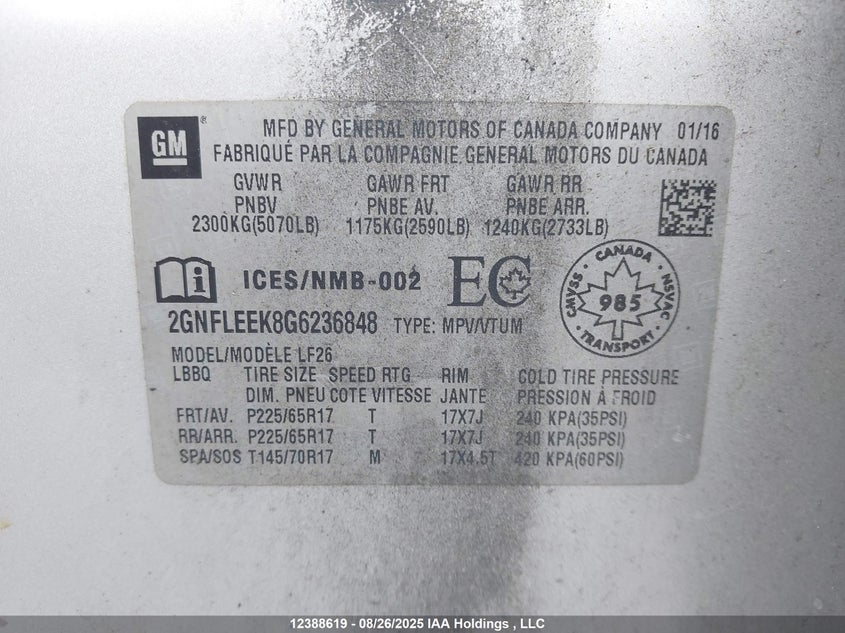 GM ®
MFD BY GENERAL MOTORS OF CANADA COMPANY 01/16
FABRIQUÉ PAR LA COMPAGNIE GENERAL MOTORS DU CANADA
GVWR GAWR FRT GAWR RR
PNBV PNBE AV. PNBE ARR.
2300KG(5070LB) 1175KG(2590LB) 1240KG(2733LB)
i ICES/NMB-002 EC
CANADA
CMVSS 985 NSVAC
TRANSPORT
2GNFLEEK8G6236848 TYPE: MPV/VTUM
MODEL/MODÈLE LF26
LBBQ TIRE SIZE SPEED RTG RIM COLD TIRE PRESSURE
DIM. PNEU COTE VITESSE JANTE PRESSION À FROID
FRT/AV. P225/65R17 T 17X7J 240 KPA(35PSI)
RR/ARR. P225/65R17 T 17X7J 240 KPA(35PSI)
SPA/SOS T145/70R17 M 17X4.5T 420 KPA(60PSI)
12388619 - 08/26/2025 IAA Holdings , LLC